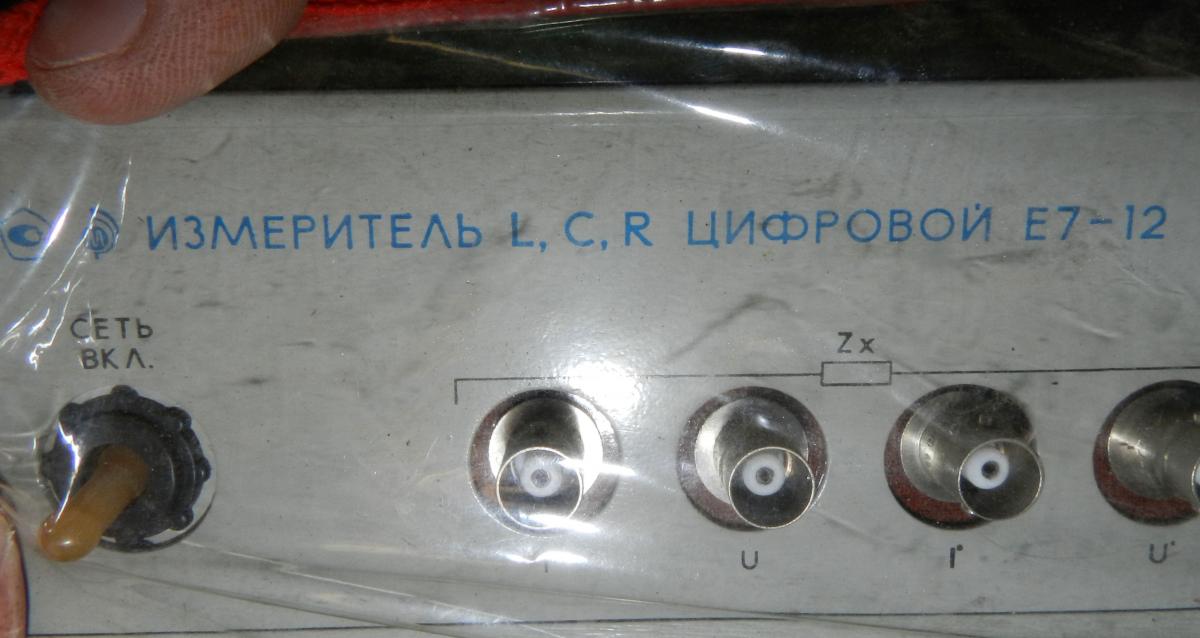 ИЗМЕРИТЕЛЬ L, C, R ЦИФРОВОЙ Е7-12
СЕТЬ
ВКЛ.
Zx
I U I' U'